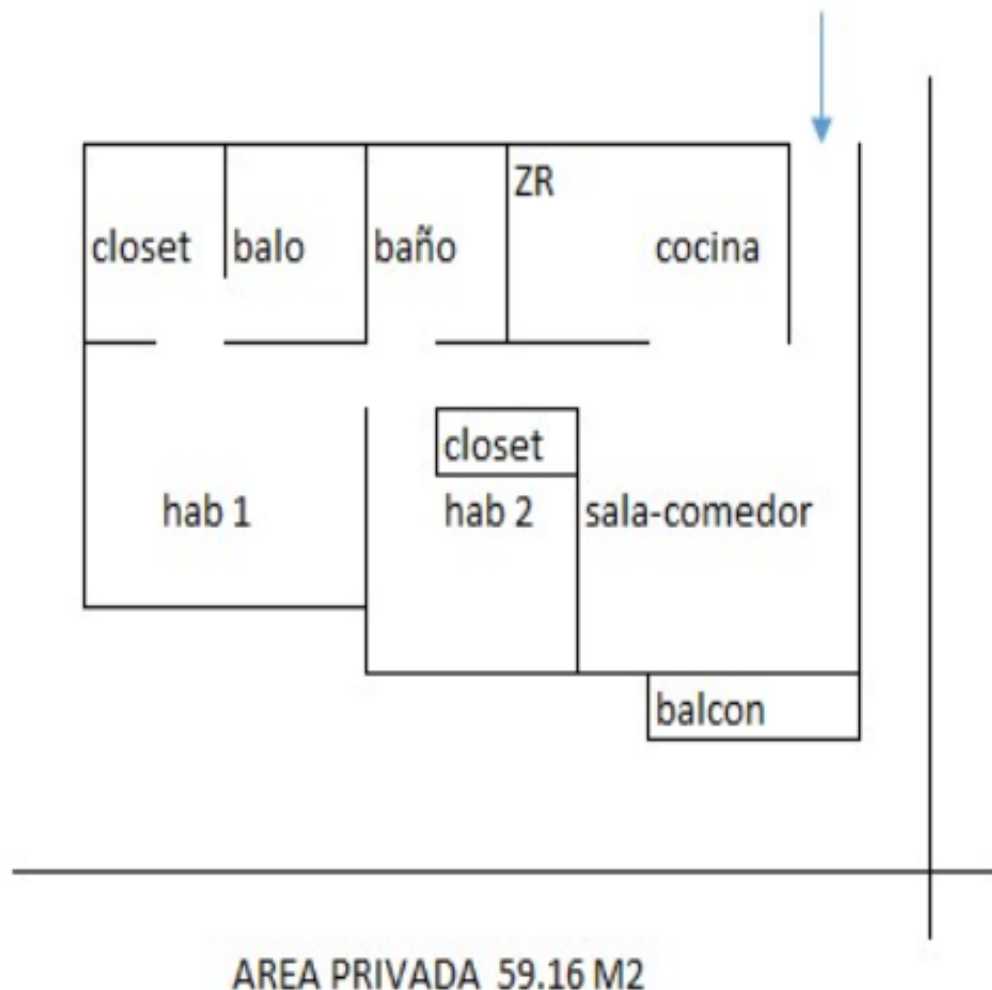 ZR
closet
balo
baño
cocina
closet
hab 1
hab 2
sala-comedor
balcon
AREA PRIVADA 59.16 M2